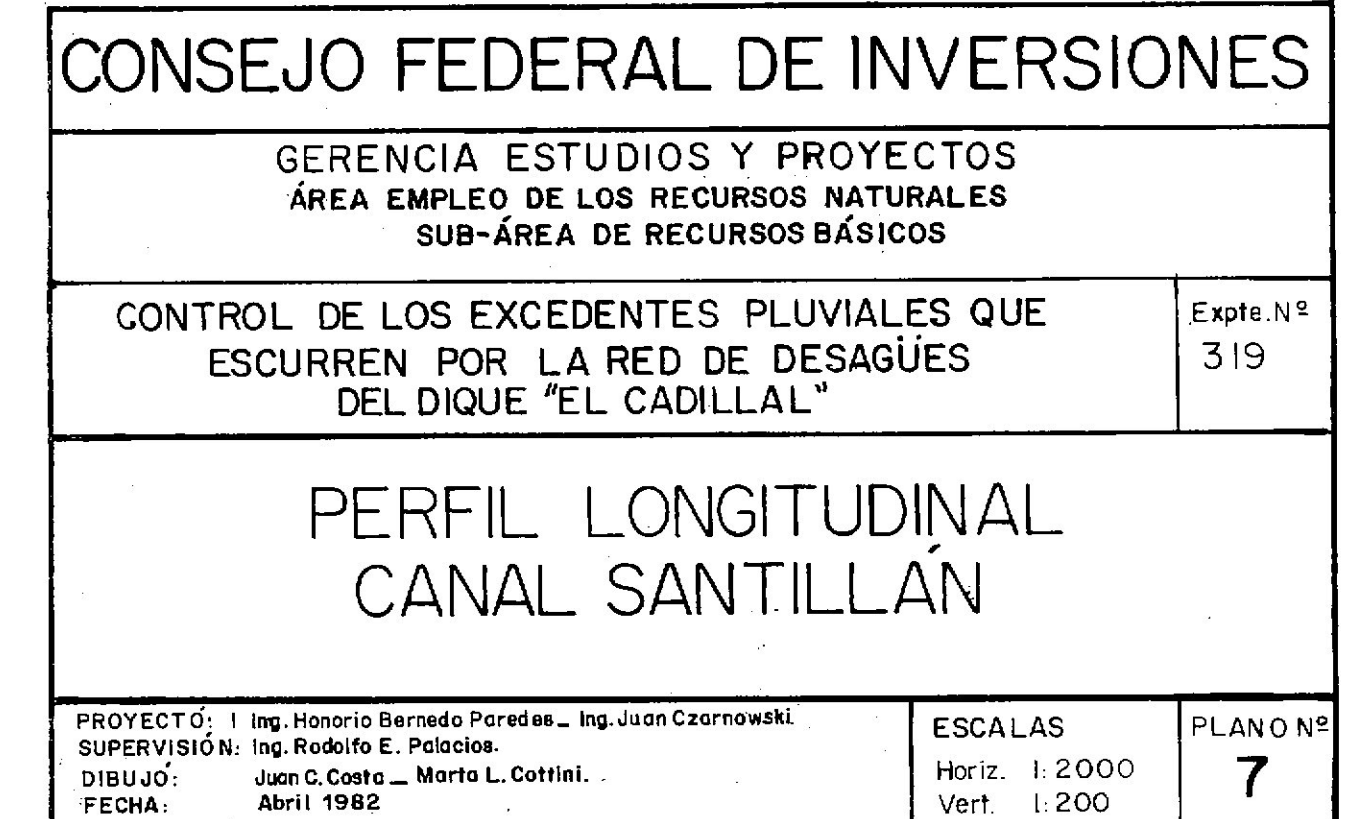 CONSEJO FEDERAL DE INVERSIONES
GERENCIA ESTUDIOS Y PROYECTOS
ÁREA EMPLEO DE LOS RECURSOS NATURALES
SUB-ÁREA DE RECURSOS BÁSICOS
CONTROL DE LOS EXCEDENTES PLUVIALES QUE
ESCURREN POR LA RED DE DESAGÜES
DEL DIQUE "EL CADILLAL"
Expte. Nº
319
PERFIL LONGITUDINAL
CANAL SANTILLÁN
PROYECTÓ: Ing. Honorio Bernedo Paredes_ Ing. Juan Czarnowski.
SUPERVISIÓN: Ing. Rodolfo E. Palacios.
DIBUJÓ: Juan C. Costa _ Marta L. Cottini.
FECHA: Abril 1982
ESCALAS
Horiz. 1:2000
Vert. 1:200
PLANO Nº
7